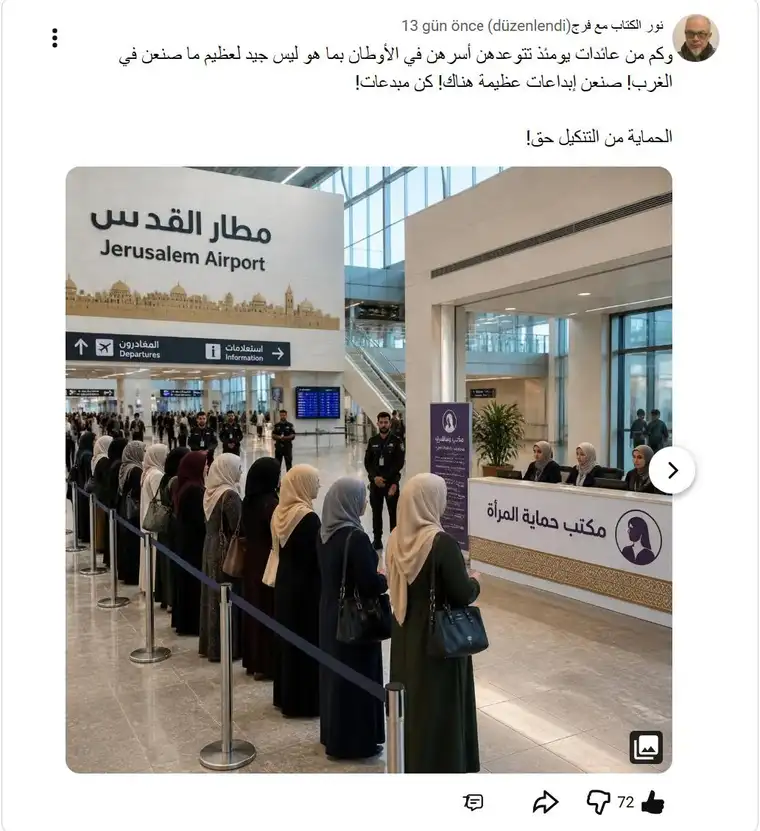 نور الكتاب مع فرج(düzenlendi) 13 gün önce
وكم من عائدات يومئذ تتوعدهن أسرهن في الأوطان بما هو ليس جيد لعظيم ما صنعن في
الغرب! صنعن إبداعات عظيمة هناك! كن مبدعات!
الحماية من التنكيل حق!
مطار القدس
Jerusalem Airport
المغادرون
Departures
استعلامات
Information
مكتب حماية المرأة
72